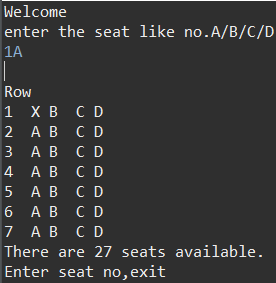 Welcome
enter the seat like no.A/B/C/D
1A
Row
1  X B  C D
2  A B  C D
3  A B  C D
4  A B  C D
5  A B  C D
6  A B  C D
7  A B  C D
There are 27 seats available.
Enter seat no,exit